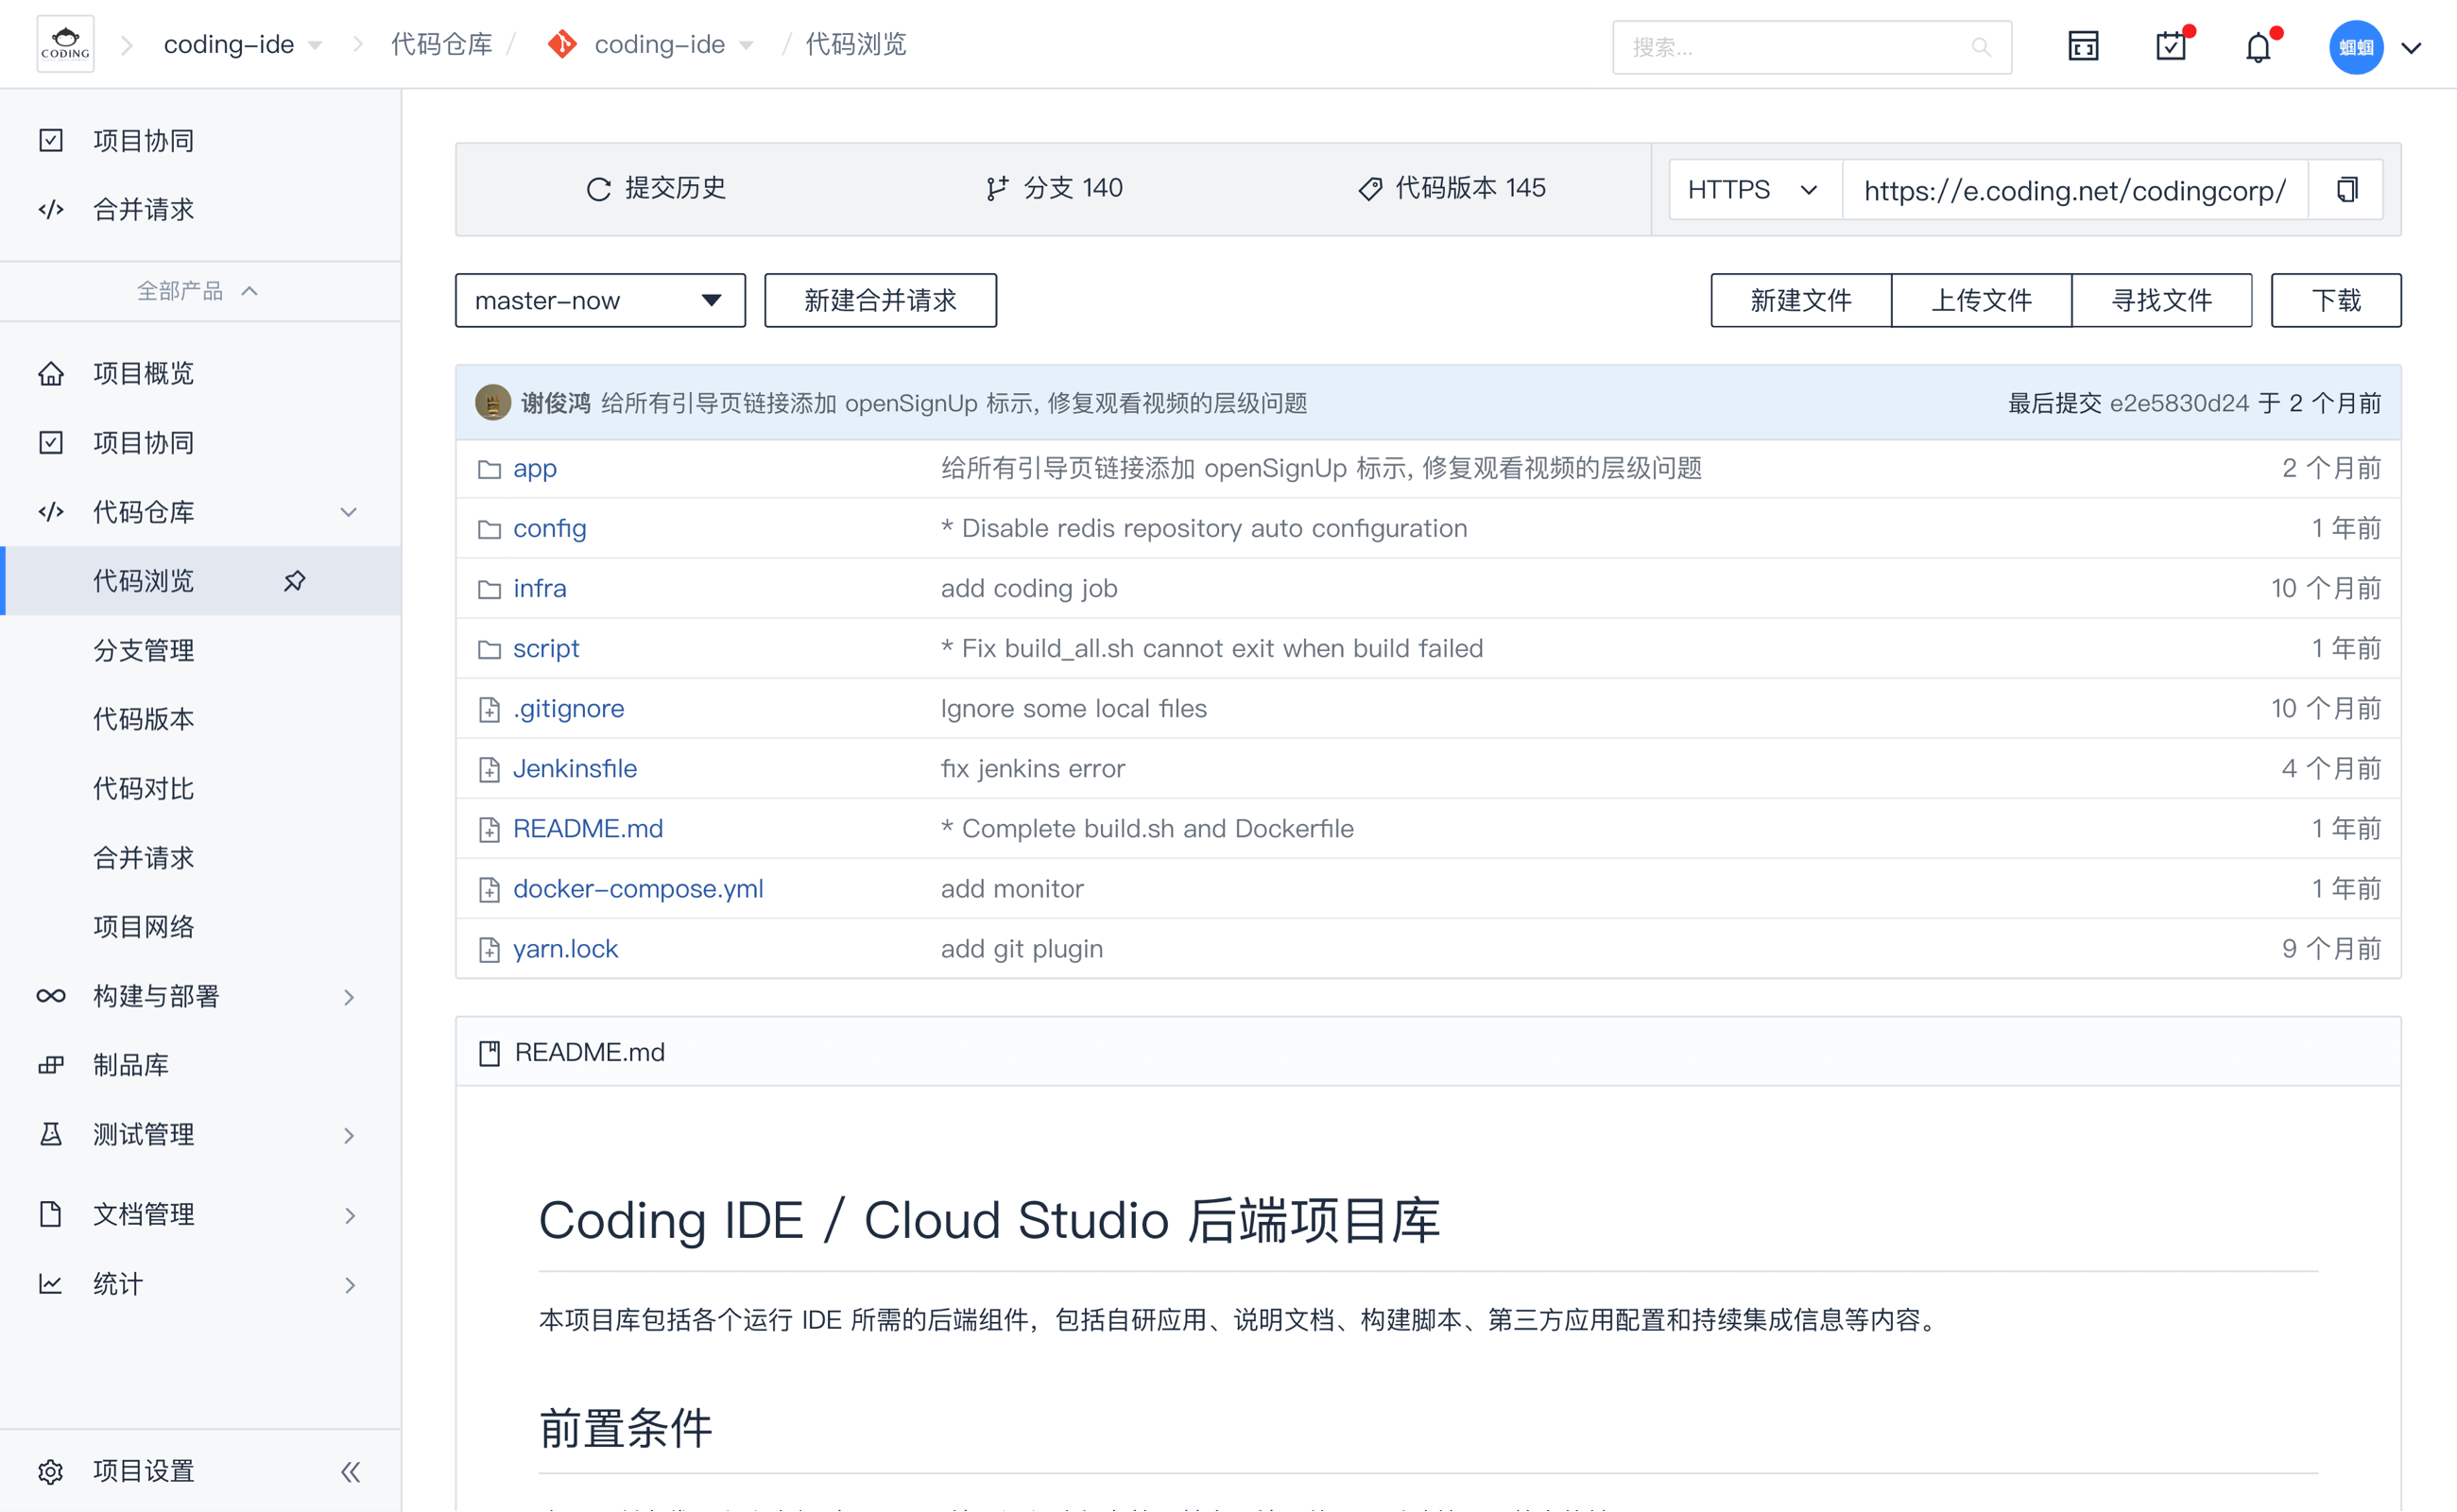 CODING
coding-ide
代码仓库 /
coding-ide
/ 代码浏览
搜索...
蝈蝈
项目协同
合并请求
全部产品
项目概览
项目协同
代码仓库
代码浏览
分支管理
代码版本
代码对比
合并请求
项目网络
构建与部署
制品库
测试管理
文档管理
统计
项目设置
提交历史
分支 140
代码版本 145
HTTPS
https://e.coding.net/codingcorp/
master-now
新建合并请求
新建文件
上传文件
寻找文件
下载
谢俊鸿 给所有引导页链接添加 openSignUp 标示, 修复观看视频的层级问题
最后提交 e2e5830d24 于 2 个月前
app 给所有引导页链接添加 openSignUp 标示, 修复观看视频的层级问题 2 个月前
config * Disable redis repository auto configuration 1 年前
infra add coding job 10 个月前
script * Fix build_all.sh cannot exit when build failed 1 年前
.gitignore Ignore some local files 10 个月前
Jenkinsfile fix jenkins error 4 个月前
README.md * Complete build.sh and Dockerfile 1 年前
docker-compose.yml add monitor 1 年前
yarn.lock add git plugin 9 个月前
README.md
Coding IDE / Cloud Studio 后端项目库
本项目库包括各个运行 IDE 所需的后端组件，包括自研应用、说明文档、构建脚本、第三方应用配置和持续集成信息等内容。
前置条件